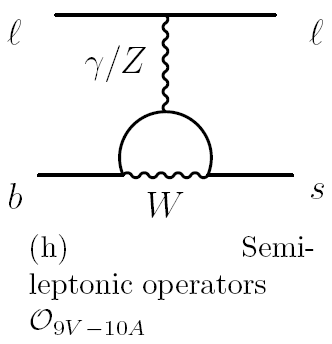 ℓ ℓ
γ/Z
b s
W
(h) Semi-
leptonic operators
𝒪9V−10A